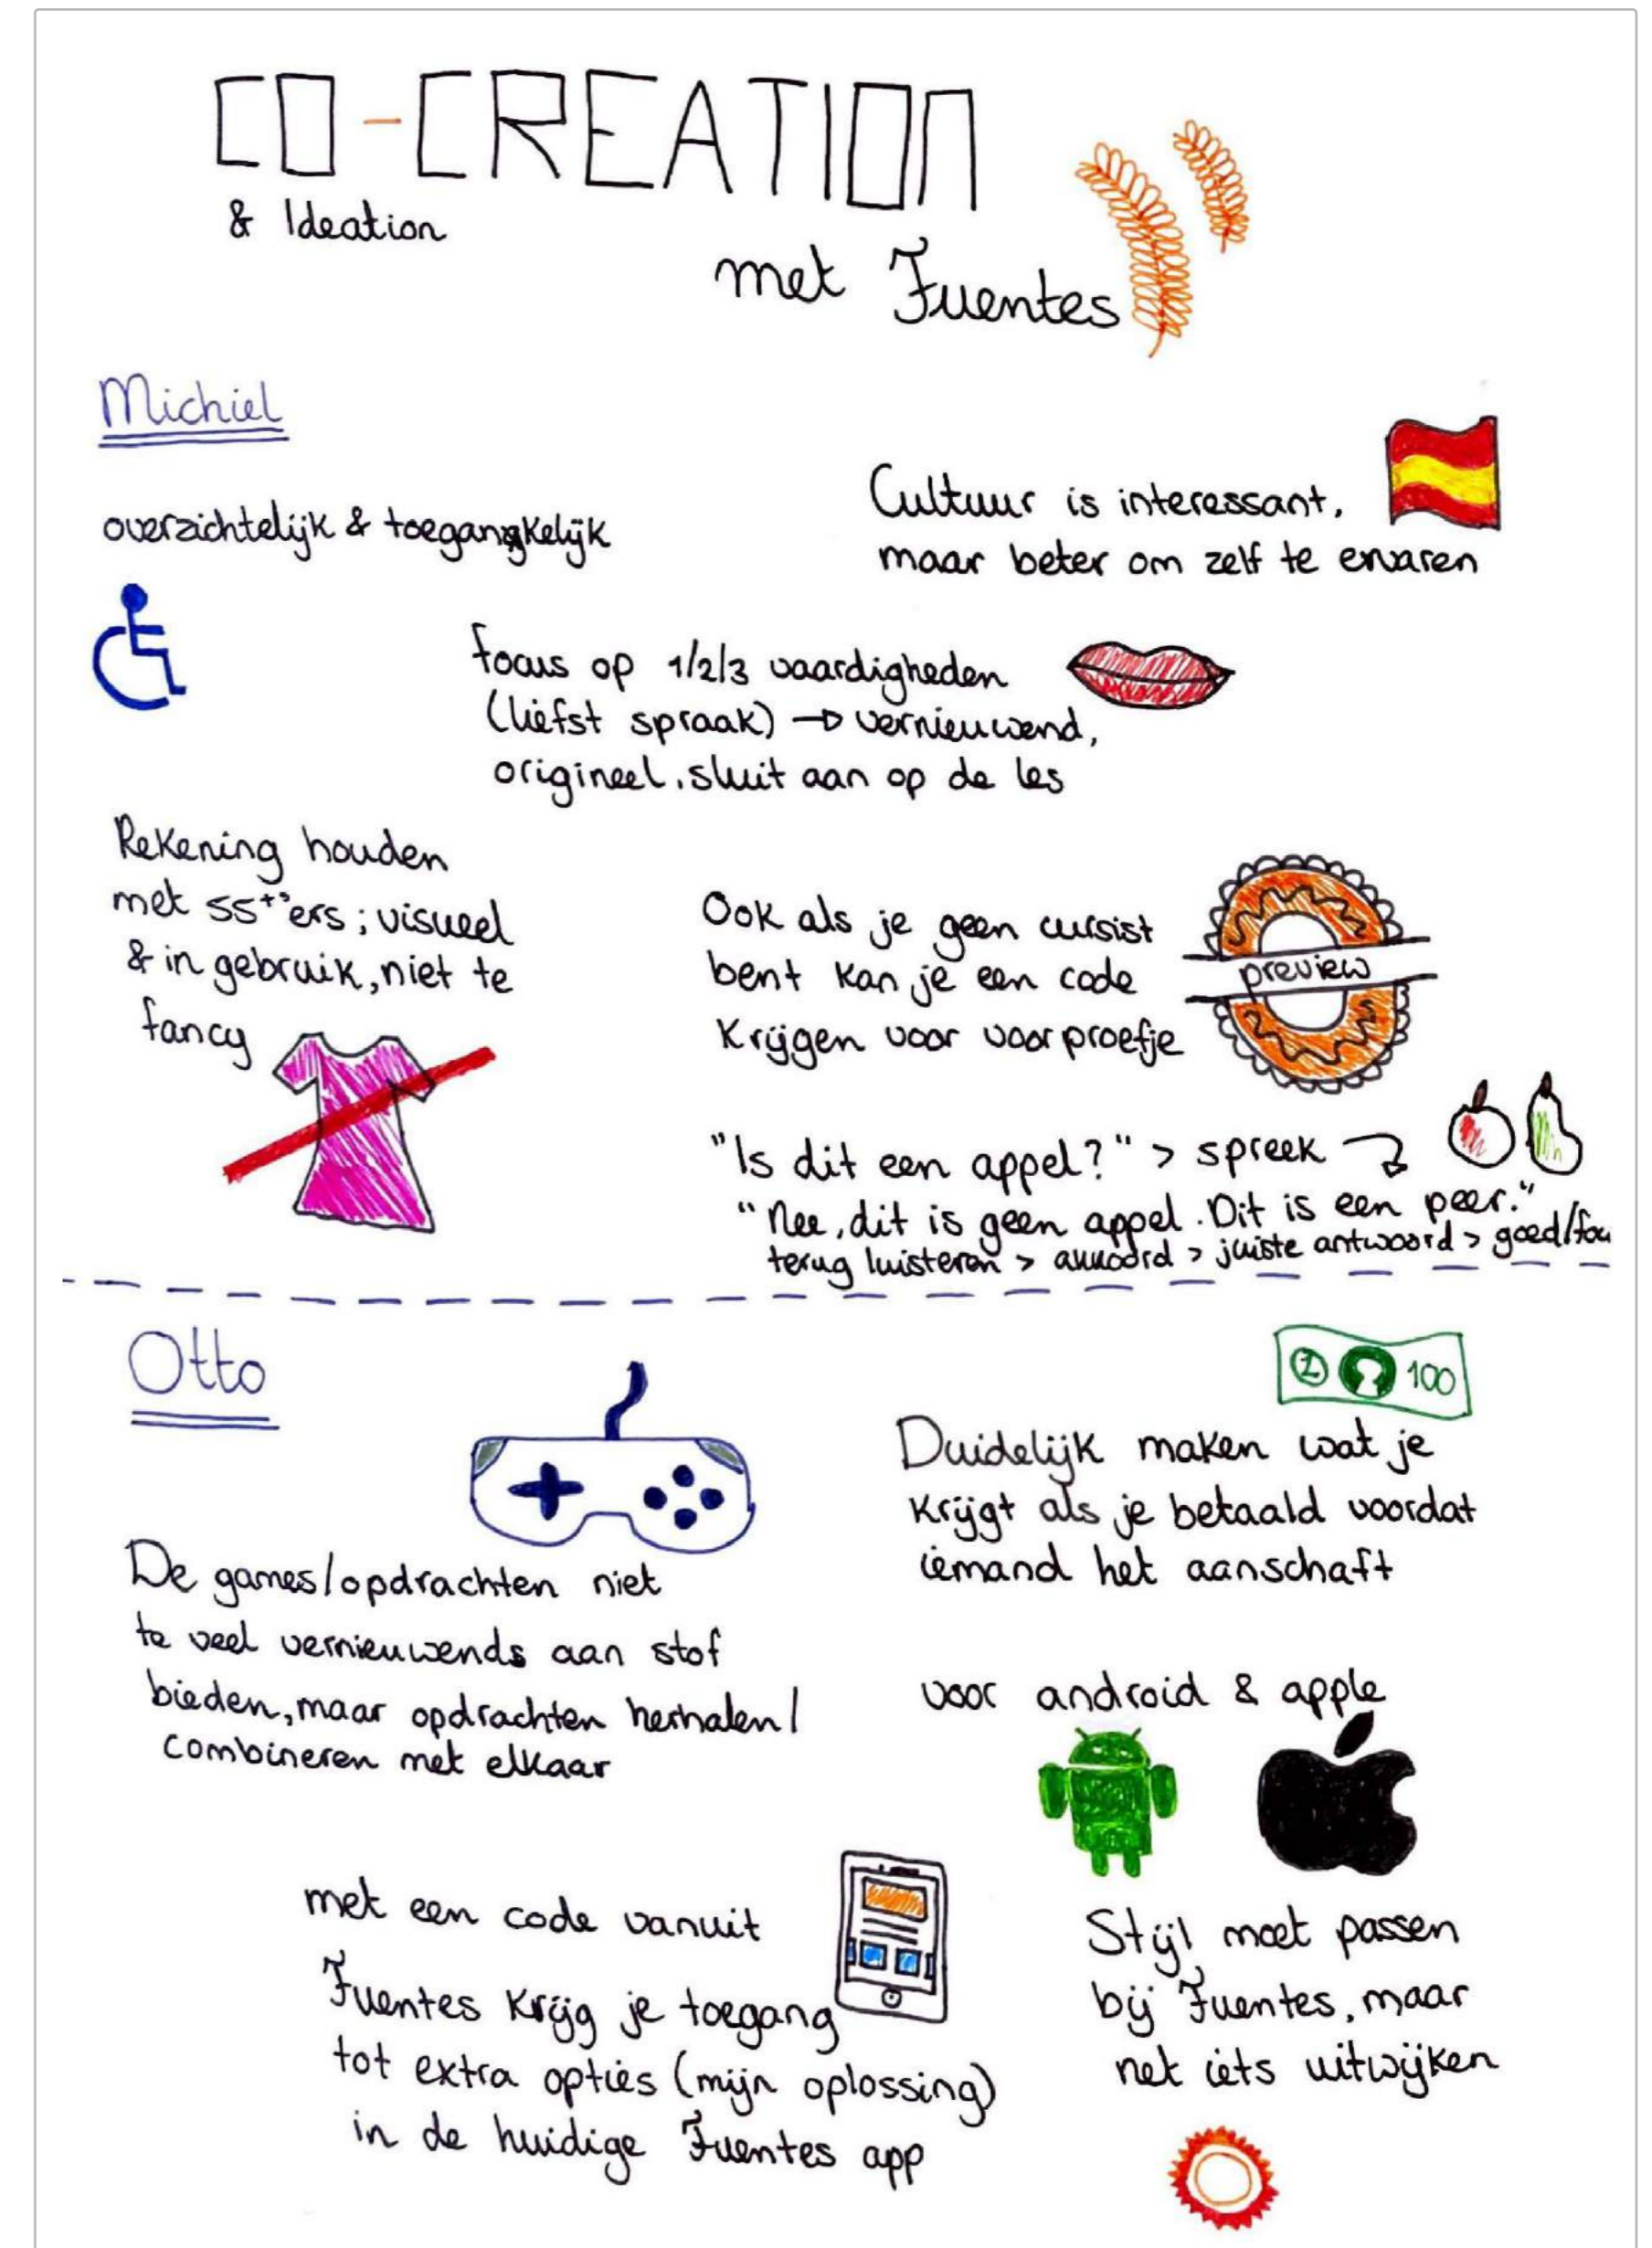 CO-CREATION
& Ideation
met Fuentes
Michiel
overzichtelijk & toegankelijk
Cultuur is interessant,
maar beter om zelf te ervaren
focus op 1/2/3 vaardigheden
(liefst spraak) → vernieuwend,
origineel, sluit aan op de les
Rekening houden
met 55+'ers; visueel
& in gebruik, niet te
fancy
Ook als je geen cursist
bent kan je een code
krijgen voor voorproefje
preview
"Is dit een appel?" > spreek
"Nee, dit is geen appel. Dit is een peer."
terug luisteren > akkoord > juiste antwoord > goed/fou
Otto
De games/opdrachten niet
te veel vernieuwends aan stof
bieden, maar opdrachten herhalen/
combineren met elkaar
1 100
Duidelijk maken wat je
krijgt als je betaald voordat
iemand het aanschaft
voor android & apple
met een code vanuit
Fuentes krijg je toegang
tot extra opties (mijn oplossing)
in de huidige Fuentes app
Stijl moet passen
bij Fuentes, maar
net iets uitwijken